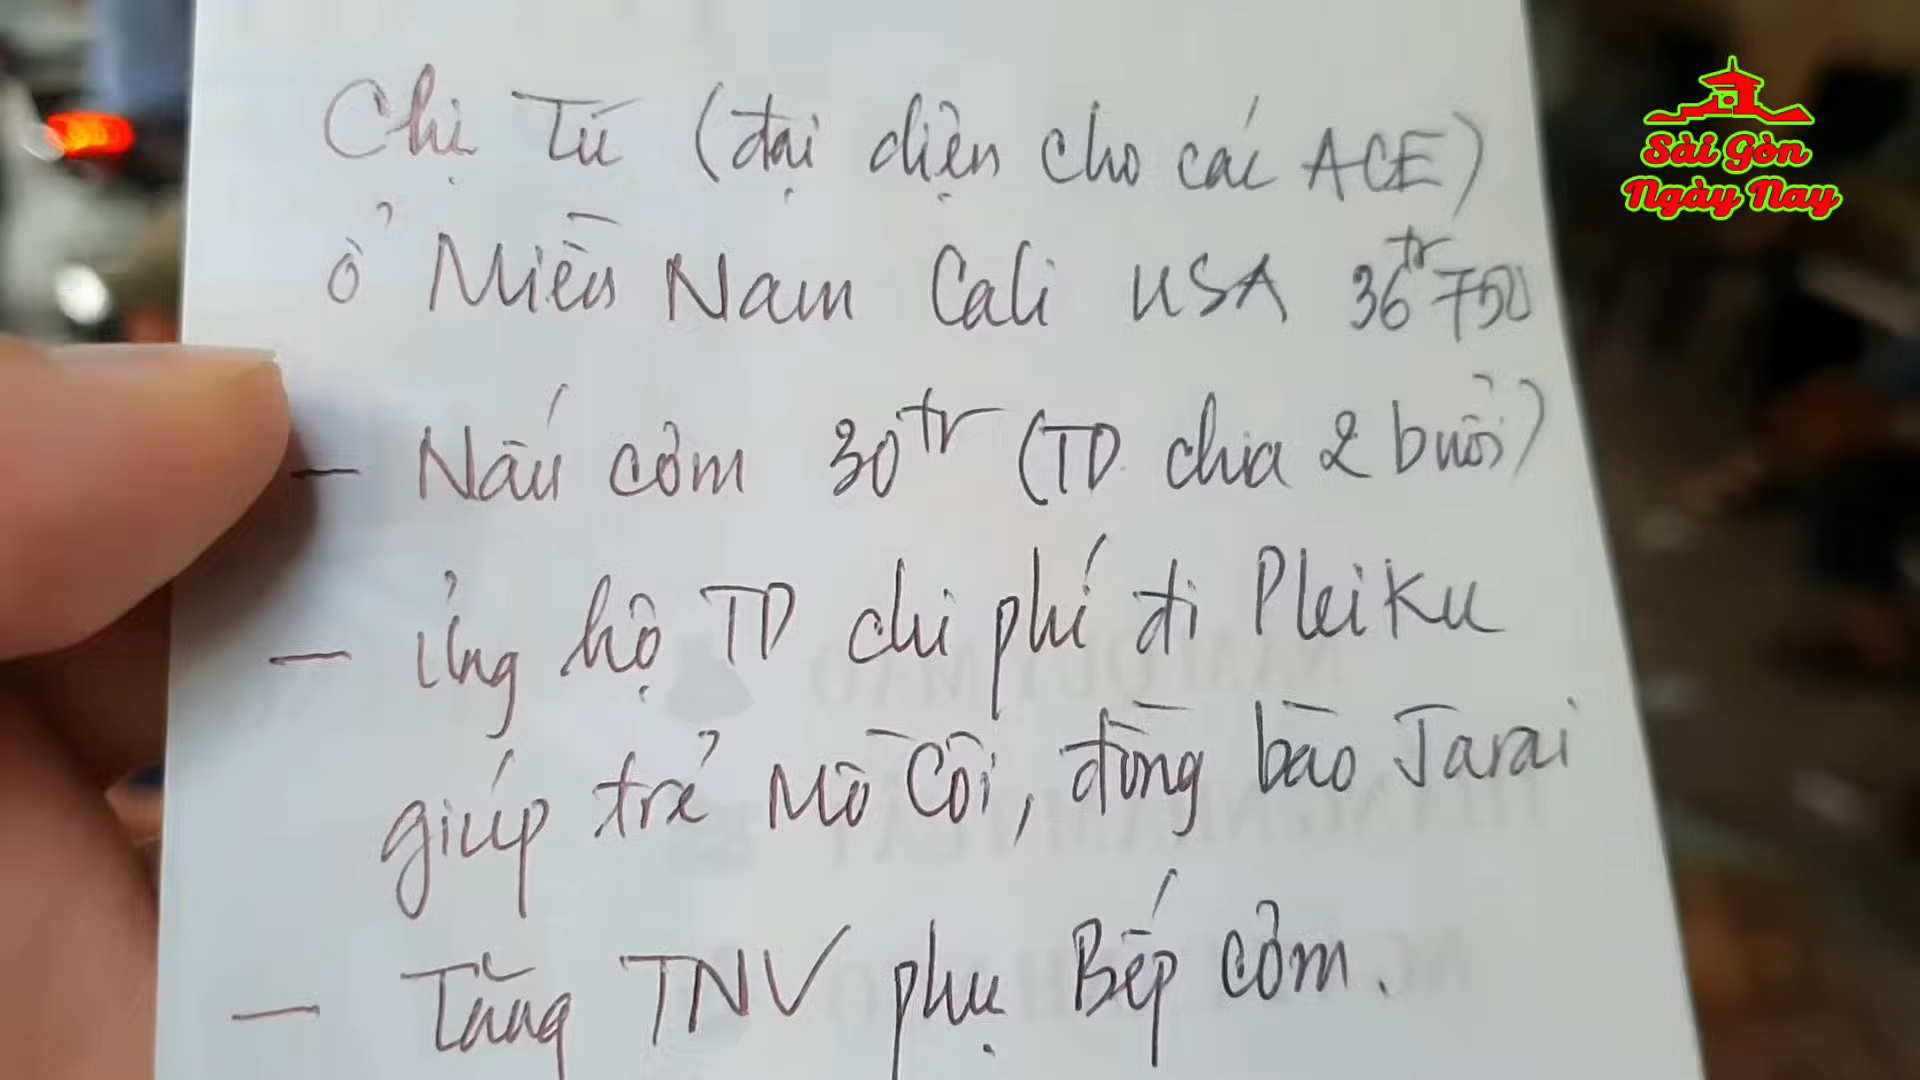 Chị Tú (đại diện cho các ACE)
ở Miền Nam Cali USA 36tr750
- Nấu cơm 30tr (TD chia 2 buổi)
- Ủng hộ TD chi phí đi Pleiku
giúp trẻ Mồ Côi, đồng bào Jarai
- Tặng TNV phụ Bếp cơm.
Sài Gòn
Ngày Nay